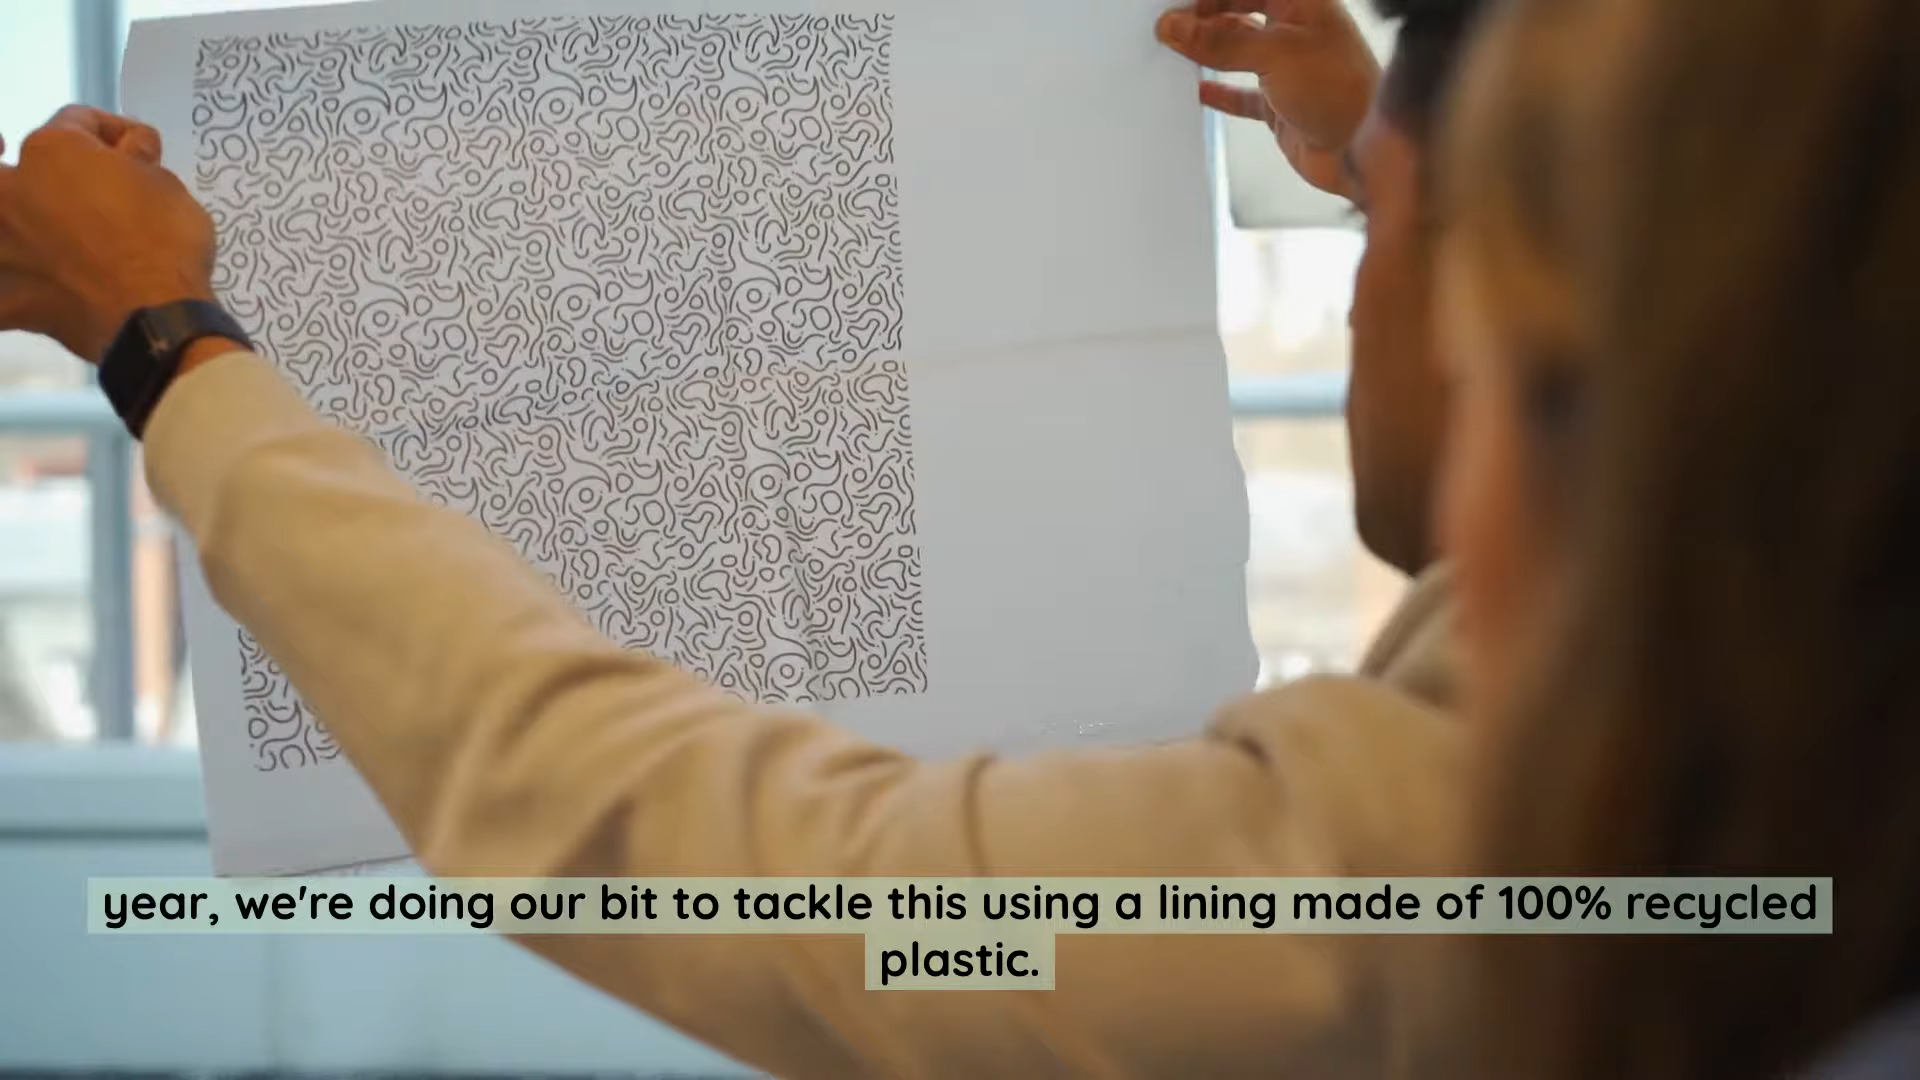 year, we're doing our bit to tackle this using a lining made of 100% recycled
plastic.